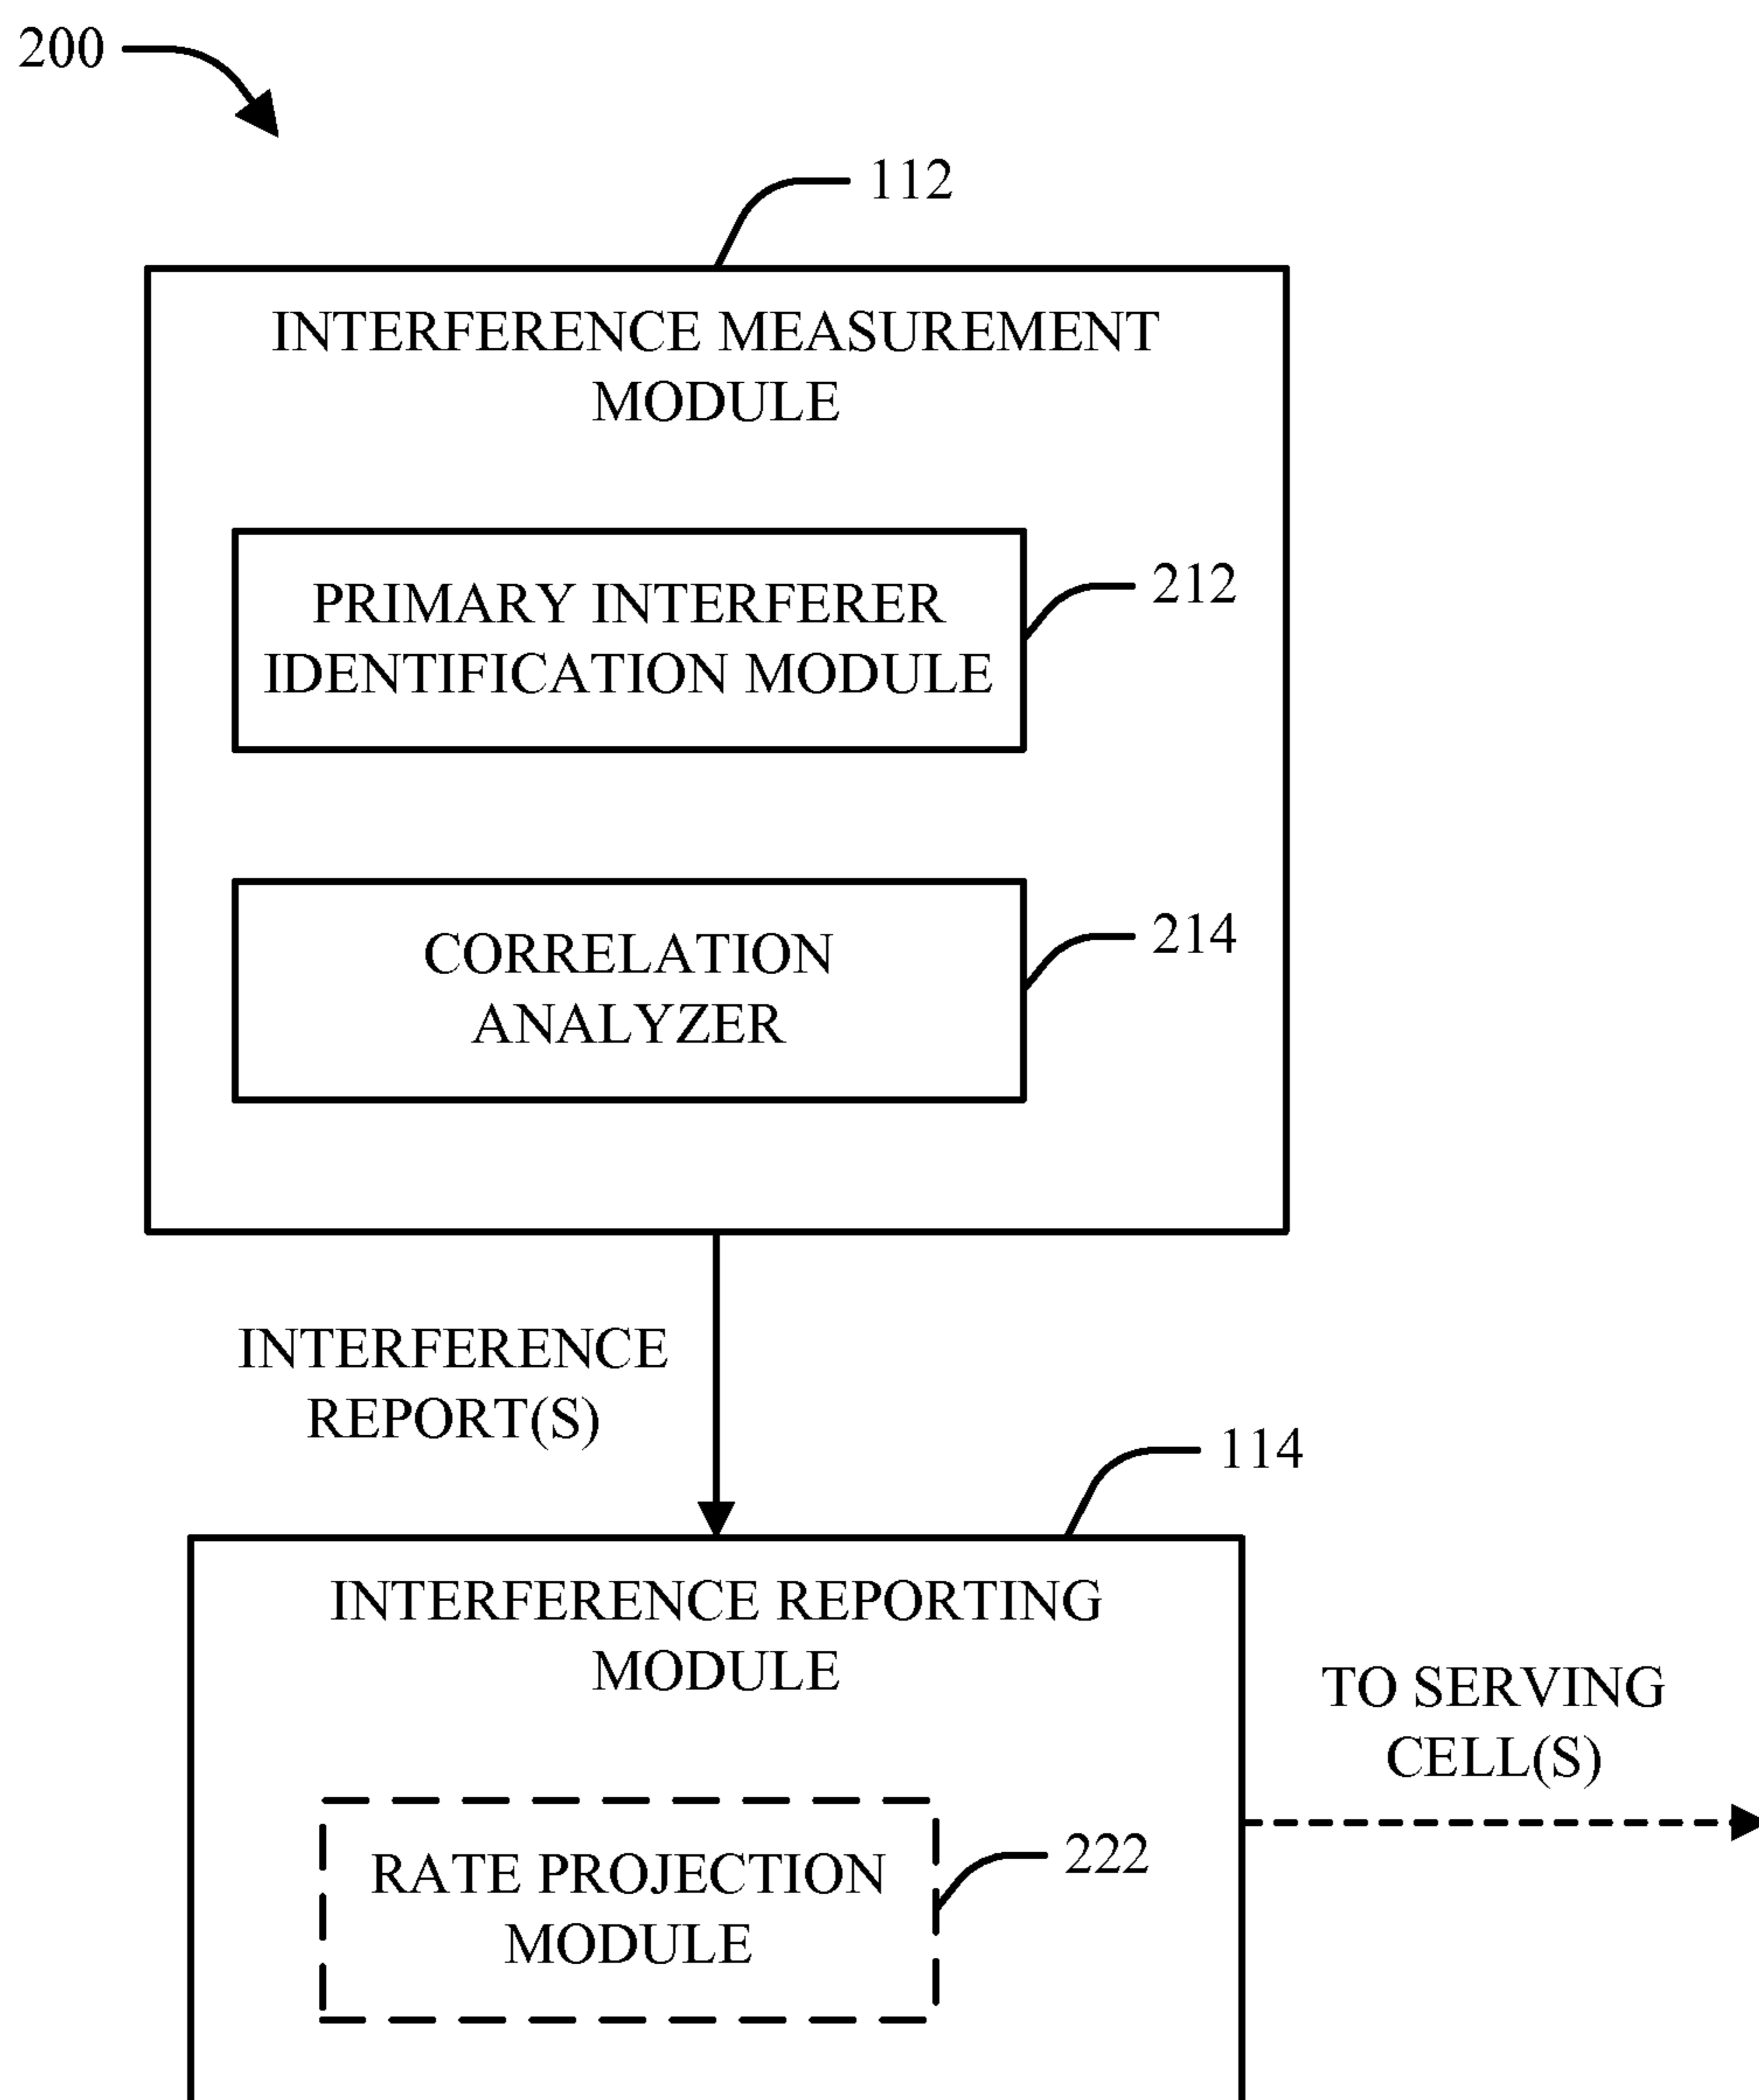 200
112
INTERFERENCE MEASUREMENT
MODULE
PRIMARY INTERFERER
IDENTIFICATION MODULE
212
CORRELATION
ANALYZER
214
INTERFERENCE
REPORT(S)
114
INTERFERENCE REPORTING
MODULE
TO SERVING
CELL(S)
RATE PROJECTION
MODULE
222